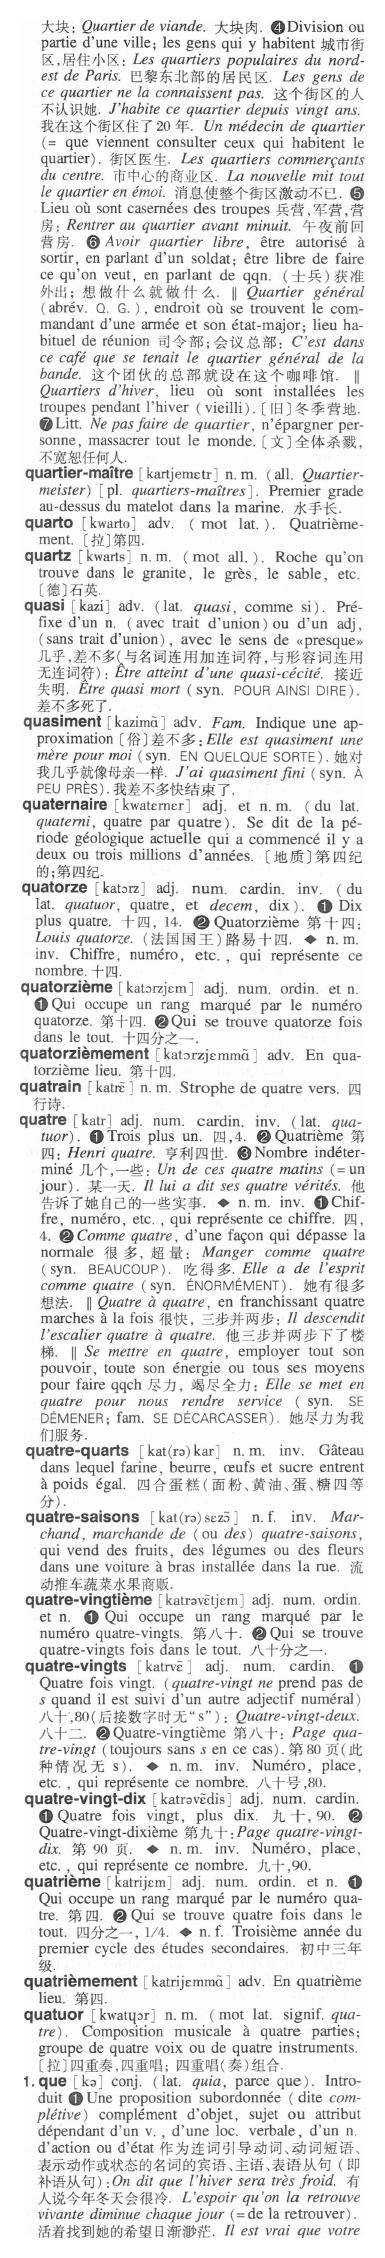 大块: Quartier de viande. 大块肉. ❹Division ou
partie d'une ville; les gens qui y habitent 城市街
区,居住小区: Les quartiers populaires du nord-
est de Paris. 巴黎东北部的居民区. Les gens de
ce quartier ne la connaissent pas. 这个街区的人
不认识她. J'habite ce quartier depuis vingt ans.
我在这个街区住了 20 年. Un médecin de quartier
(= que viennent consulter ceux qui habitent le
quartier). 街区医生. Les quartiers commerçants
du centre. 市中心的商业区. La nouvelle mit tout
le quartier en émoi. 消息使整个街区激动不已. ❺
Lieu où sont casernées des troupes 兵营,军营,营
房: Rentrer au quartier avant minuit. 午夜前回
营房. ❻ Avoir quartier libre, être autorisé à
sortir, en parlant d'un soldat; être libre de faire
ce qu'on veut, en parlant de qqn. (士兵)获准
外出; 想做什么就做什么. ‖ Quartier général
(abrév. Q. G.), endroit où se trouvent le com-
mandant d'une armée et son état-major; lieu ha-
bituel de réunion 司令部;会议总部: C'est dans
ce café que se tenait le quartier général de la
bande. 这个团伙的总部就设在这个咖啡馆. ‖
Quartiers d'hiver, lieu où sont installées les
troupes pendant l'hiver (vieilli). 〔旧〕冬季营地.
❼Litt. Ne pas faire de quartier, n'épargner per-
sonne, massacrer tout le monde. 〔文〕全体杀戮,
不宽恕任何人.
quartier-maître [kartjemɛtr] n. m. (all. Quartier-
meister) [pl. quartiers-maîtres]. Premier grade
au-dessus du matelot dans la marine. 水手长.
quarto [kwarto] adv. (mot lat.). Quatrième-
ment. 〔拉〕第四.
quartz [kwarts] n. m. (mot all.). Roche qu'on
trouve dans le granite, le grès, le sable, etc.
〔德〕石英.
quasi [kazi] adv. (lat. quasi, comme si). Pré-
fixe d'un n. (avec trait d'union) ou d'un adj,
(sans trait d'union), avec le sens de «presque»
几乎,差不多(与名词连用加连词符,与形容词连用
无连词符): Être atteint d'une quasi-cécité. 接近
失明. Être quasi mort (syn. POUR AINSI DIRE).
差不多死了.
quasiment [kazimɑ̃] adv. Fam. Indique une ap-
proximation 〔俗〕差不多: Elle est quasiment une
mère pour moi (syn. EN QUELQUE SORTE). 她对
我几乎就像母亲一样. J'ai quasiment fini (syn. À
PEU PRÈS). 我差不多快结束了.
quaternaire [kwatɛrnɛr] adj. et n. m. (du lat.
quaterni, quatre par quatre). Se dit de la pé-
riode géologique actuelle qui a commencé il y a
deux ou trois millions d'années. 〔地质〕第四纪
的;第四纪.
quatorze [katɔrz] adj. num. cardin. inv. (du
lat. quatuor, quatre, et decem, dix). ❶ Dix
plus quatre. 十四, 14. ❷ Quatorzième 第十四:
Louis quatorze. (法国国王)路易十四. ◆ n. m.
inv. Chiffre, numéro, etc., qui représente ce
nombre. 十四.
quatorzième [katɔrzjɛm] adj. num. ordin. et n.
❶Qui occupe un rang marqué par le numéro
quatorze. 第十四. ❷Qui se trouve quatorze fois
dans le tout. 十四分之一.
quatorzièmement [katɔrzjɛmmɑ̃] adv. En qua-
torzième lieu. 第十四.
quatrain [katrɛ̃] n. m. Strophe de quatre vers. 四
行诗.
quatre [katr] adj. num. cardin. inv. (lat. qua-
tuor). ❶Trois plus un. 四,4. ❷Quatrième 第
四: Henri quatre. 亨利四世. ❸Nombre indéter-
miné 几个,一些: Un de ces quatre matins (=un
jour). 某一天. Il lui a dit ses quatre vérités. 他
告诉了她自己的一些实事. ◆ n. m. inv. ❶Chif-
fre, numéro, etc., qui représente ce chiffre. 四,
4. ❷Comme quatre, d'une façon qui dépasse la
normale 很多, 超量: Manger comme quatre
(syn. BEAUCOUP). 吃得多. Elle a de l'esprit
comme quatre (syn. ÉNORMÉMENT). 她有很多
想法. ‖ Quatre à quatre, en franchissant quatre
marches à la fois 很快, 三步并两步: Il descendit
l'escalier quatre à quatre. 他三步并两步下了楼
梯. ‖ Se mettre en quatre, employer tout son
pouvoir, toute son énergie ou tous ses moyens
pour faire qqch 尽力, 竭尽全力: Elle se met en
quatre pour nous rendre service (syn. SE
DÉMENER; fam. SE DÉCARCASSER). 她尽力为我
们服务.
quatre-quarts [kat(rə)kar] n. m. inv. Gâteau
dans lequel farine, beurre, œufs et sucre entrent
à poids égal. 四合蛋糕(面粉、黄油、蛋、糖四等
分).
quatre-saisons [kat(rə)sɛzɔ̃] n. f. inv. Mar-
chand, marchande de (ou des) quatre-saisons,
qui vend des fruits, des légumes ou des fleurs
dans une voiture à bras installée dans la rue. 流
动推车蔬菜水果商贩.
quatre-vingtième [katrəvɛ̃tjɛm] adj. num. ordin.
et n. ❶ Qui occupe un rang marqué par le
numéro quatre-vingts. 第八十. ❷Qui se trouve
quatre-vingts fois dans le tout. 八十分之一.
quatre-vingts [katrvɛ̃] adj. num. cardin. ❶
Quatre fois vingt. (quatre-vingt ne prend pas de
s quand il est suivi d'un autre adjectif numéral)
八十,80(后接数字时无"s"): Quatre-vingt-deux.
八十二. ❷Quatre-vingtième 第八十: Page qua-
tre-vingt (toujours sans s en ce cas). 第 80 页(此
种情况无 s). ◆ n. m. inv. Numéro, place,
etc., qui représente ce nombre. 八十号,80.
quatre-vingt-dix [katrəvɛ̃dis] adj. num. cardin.
❶ Quatre fois vingt, plus dix. 九十, 90. ❷
Quatre-vingt-dixième 第九十:Page quatre-vingt-
dix. 第 90 页. ◆ n. m. inv. Numéro, place,
etc., qui représente ce nombre. 九十,90.
quatrième [katrijɛm] adj. num. ordin. et n. ❶
Qui occupe un rang marqué par le numéro qua-
tre. 第四. ❷ Qui se trouve quatre fois dans le
tout. 四分之一, 1/4. ◆ n. f. Troisième année du
premier cycle des études secondaires. 初中三年
级.
quatrièmement [katrijɛmmɑ̃] adv. En quatrième
lieu. 第四.
quatuor [kwatɥɔr] n. m. (mot lat. signif. qua-
tre). Composition musicale à quatre parties;
groupe de quatre voix ou de quatre instruments.
〔拉〕四重奏,四重唱; 四重唱(奏)组合.
1. que [kə] conj. (lat. quia, parce que). Intro-
duit ❶Une proposition subordonnée (dite com-
plétive) complément d'objet, sujet ou attribut
dépendant d'un v., d'une loc. verbale, d'un n.
d'action ou d'état 作为连词引导动词、动词短语、
表示动作或状态的名词的宾语、主语、表语从句 (即
补语从句):On dit que l'hiver sera très froid. 有
人说今年冬天会很冷. L'espoir qu'on la retrouve
vivante diminue chaque jour (=de la retrouver).
活着找到她的希望日渐渺茫. Il est vrai que votre